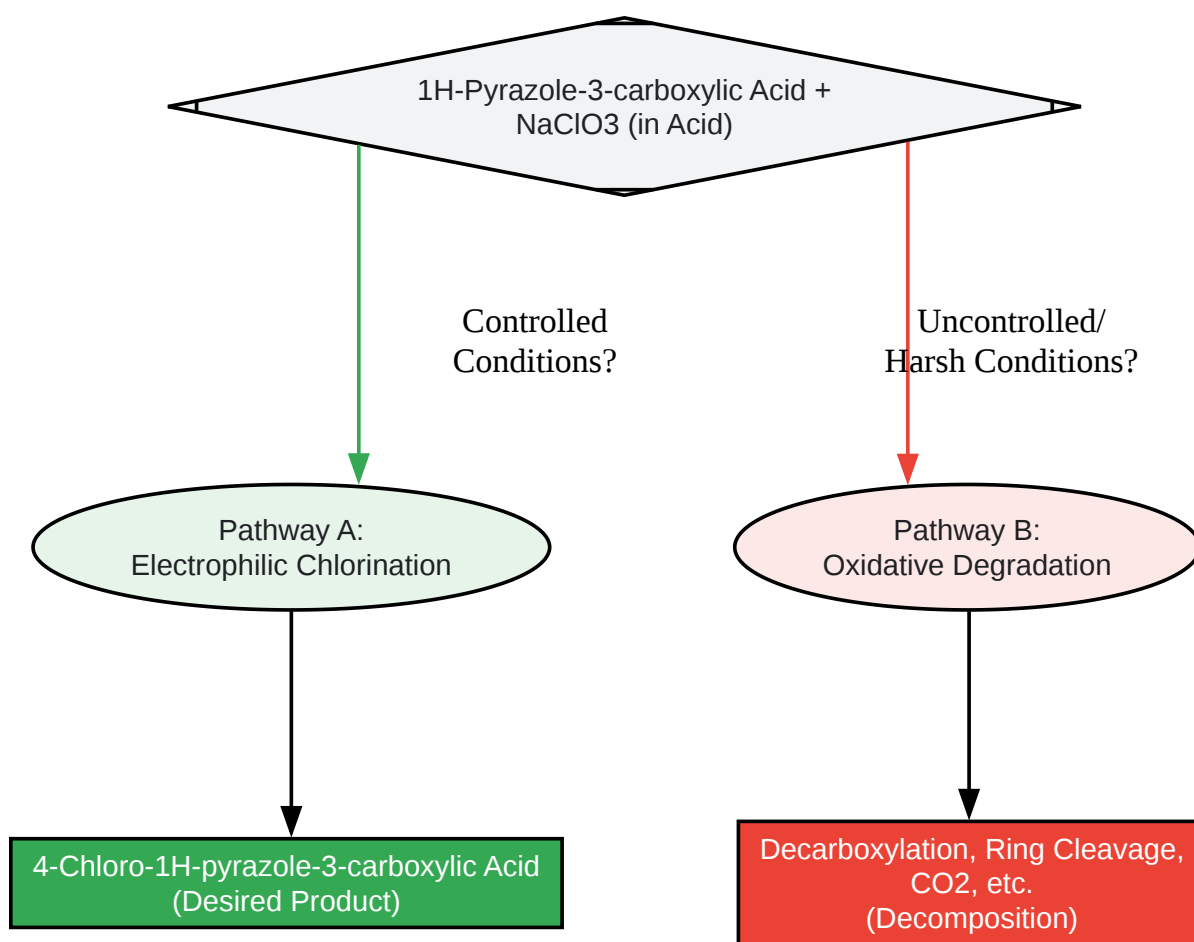 1H-Pyrazole-3-carboxylic Acid +
NaClO3 (in Acid)
Controlled
Conditions?
Uncontrolled/
Harsh Conditions?
Pathway A:
Electrophilic Chlorination
Pathway B:
Oxidative Degradation
4-Chloro-1H-pyrazole-3-carboxylic Acid
(Desired Product)
Decarboxylation, Ring Cleavage,
CO2, etc.
(Decomposition)